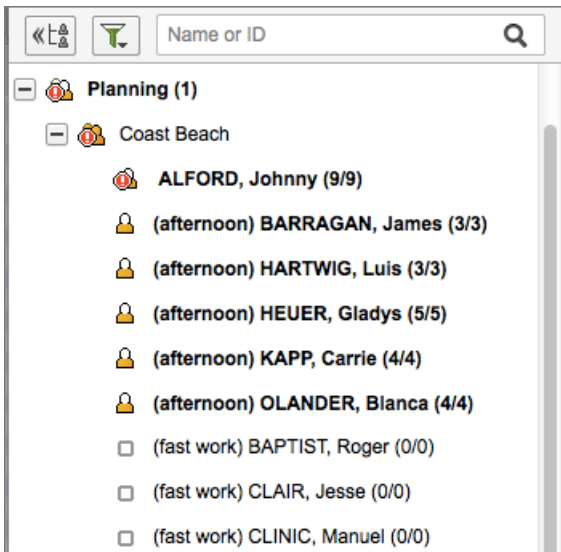 Name or ID
Planning (1)
Coast Beach
ALFORD, Johnny (9/9)
(afternoon) BARRAGAN, James (3/3)
(afternoon) HARTWIG, Luis (3/3)
(afternoon) HEUER, Gladys (5/5)
(afternoon) KAPP, Carrie (4/4)
(afternoon) OLANDER, Blanca (4/4)
(fast work) BAPTIST, Roger (0/0)
(fast work) CLAIR, Jesse (0/0)
(fast work) CLINIC, Manuel (0/0)